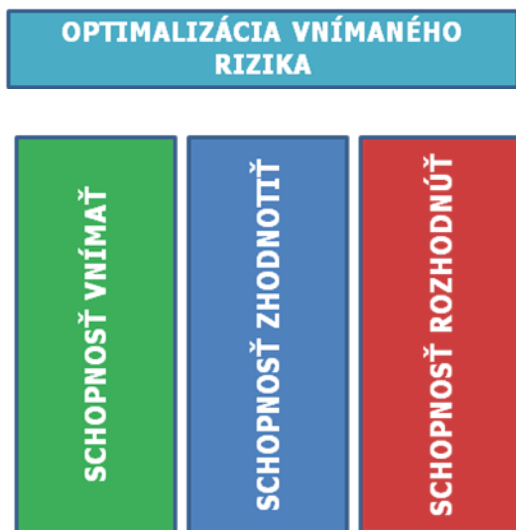 OPTIMALIZÁCIA VNÍMANÉHO
RIZIKA
SCHOPNOSŤ VNÍMAŤ
SCHOPNOSŤ ZHODNOTIŤ
SCHOPNOSŤ ROZHODNÚŤ